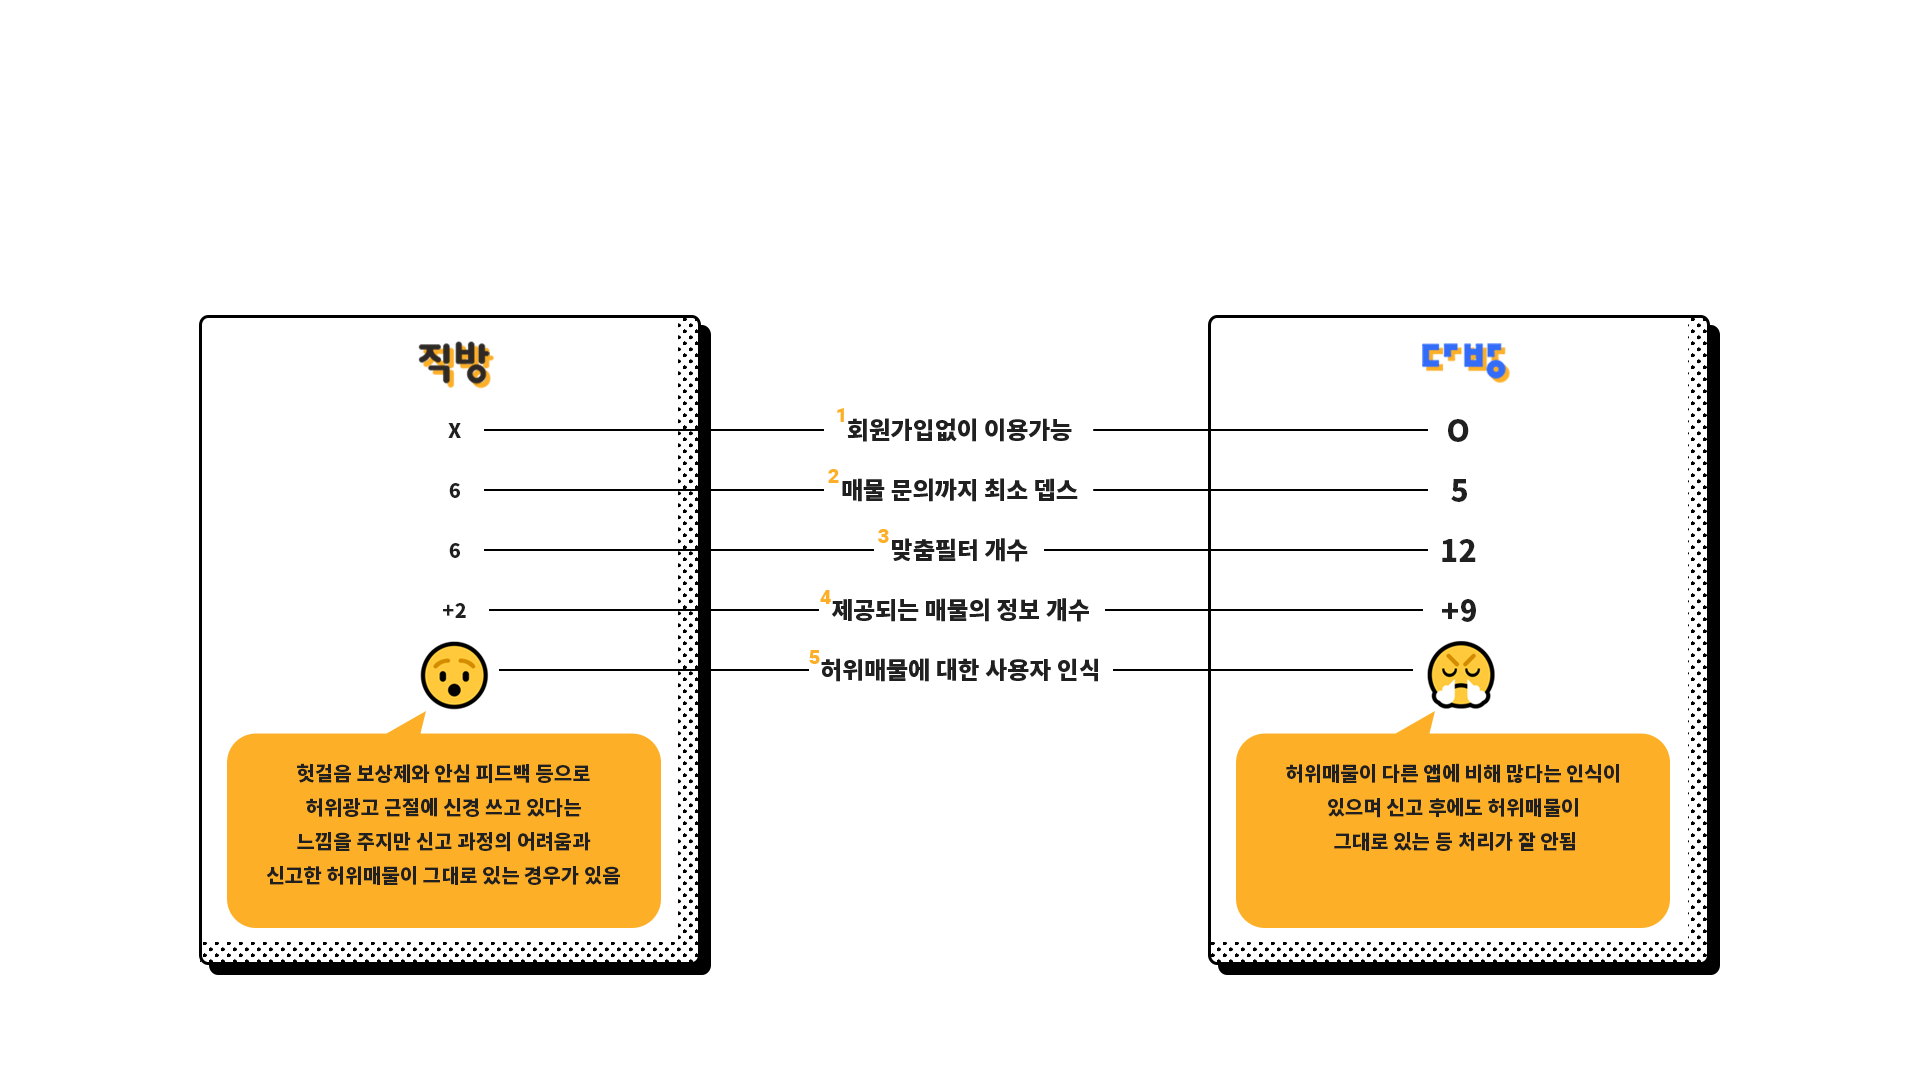 직방
다방
X
1
회원가입없이 이용가능
O
6
2
매물 문의까지 최소 뎁스
5
6
3
맞춤필터 개수
12
+2
4
제공되는 매물의 정보 개수
+9
5
허위매물에 대한 사용자 인식
헛걸음 보상제와 안심 피드백 등으로
허위광고 근절에 신경 쓰고 있다는
느낌을 주지만 신고 과정의 어려움과
신고한 허위매물이 그대로 있는 경우가 있음
허위매물이 다른 앱에 비해 많다는 인식이
있으며 신고 후에도 허위매물이
그대로 있는 등 처리가 잘 안됨